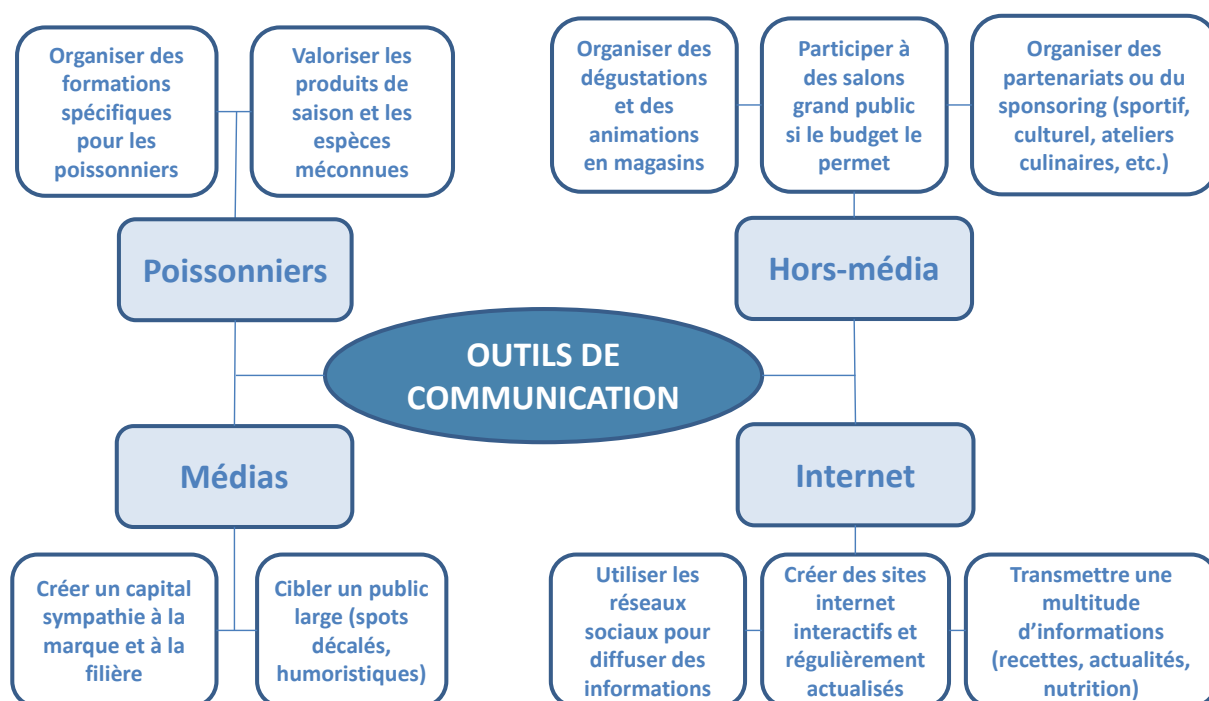 Organiser des
formations
spécifiques
pour les
poissonniers
Valoriser les
produits de
saison et les
espèces
méconnues
Organiser des
dégustations
et des
animations
en magasins
Participer à
des salons
grand public
si le budget le
permet
Organiser des
partenariats ou du
sponsoring (sportif,
culturel, ateliers
culinaires, etc.)
Poissonniers
Hors-média
OUTILS DE
COMMUNICATION
Médias
Internet
Créer un capital
sympathie à la
marque et à la
filière
Cibler un public
large (spots
décalés,
humoristiques)
Utiliser les
réseaux
sociaux pour
diffuser des
informations
Créer des sites
internet
interactifs et
régulièrement
actualisés
Transmettre une
multitude
d’informations
(recettes, actualités,
nutrition)